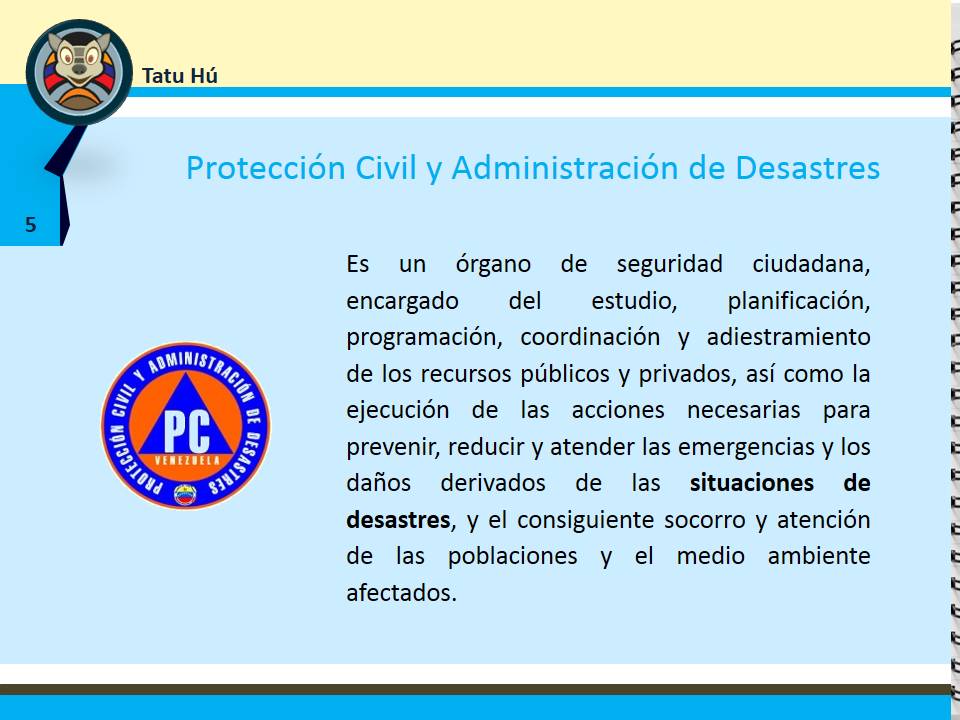 Tatu Hú
Protección Civil y Administración de Desastres
5
Es un órgano de seguridad ciudadana,
encargado del estudio, planificación,
programación, coordinación y adiestramiento
de los recursos públicos y privados, así como la
ejecución de las acciones necesarias para
prevenir, reducir y atender las emergencias y los
daños derivados de las situaciones de
desastres, y el consiguiente socorro y atención
de las poblaciones y el medio ambiente
afectados.
PROTECCIÓN CIVIL Y ADMINISTRACIÓN DE DESASTRES
PC
VENEZUELA